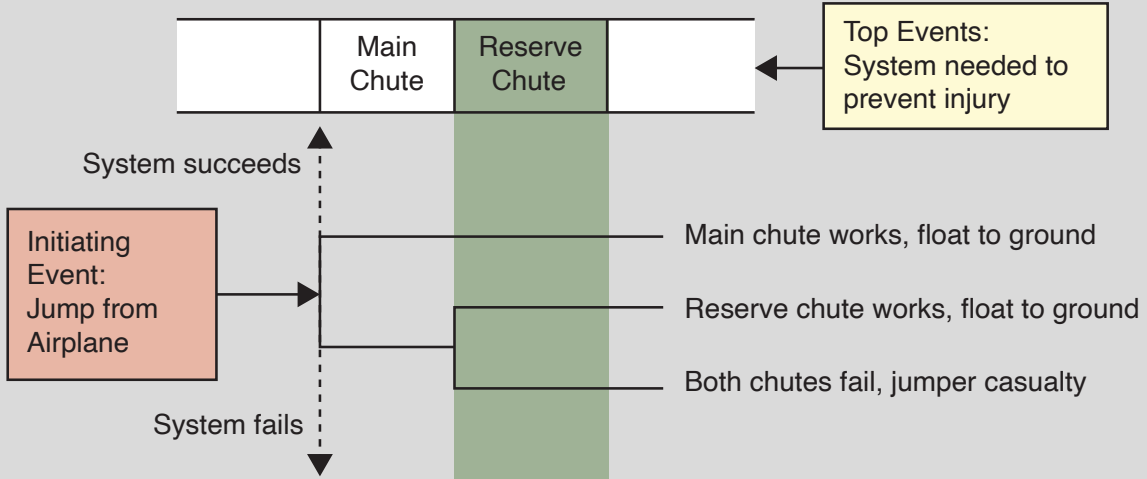 Main
Chute
Reserve
Chute
Top Events:
System needed to
prevent injury
System succeeds
Initiating
Event:
Jump from
Airplane
Main chute works, float to ground
Reserve chute works, float to ground
Both chutes fail, jumper casualty
System fails